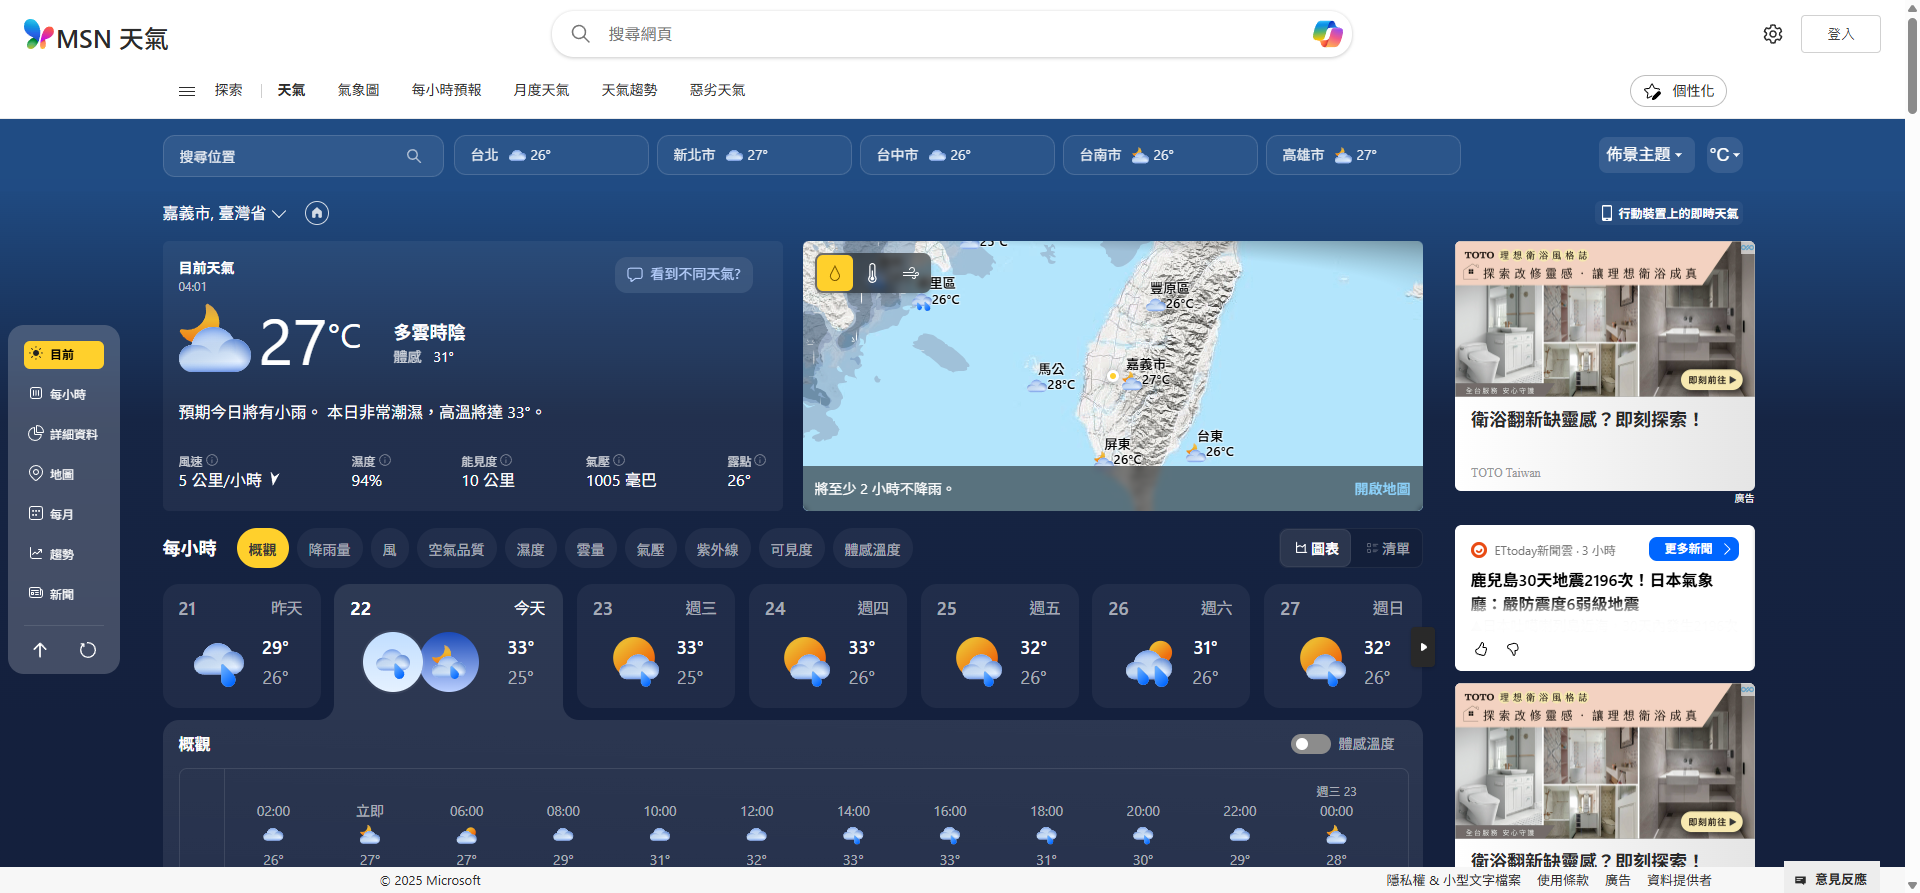 MSN 天氣
搜尋網頁
登入
探索
天氣
氣象圖
每小時預報
月度天氣
天氣趨勢
惡劣天氣
個性化
搜尋位置
台北 26°
新北市 27°
台中市 26°
台南市 26°
高雄市 27°
佈景主題
°C
嘉義市, 臺灣省
行動裝置上的即時天氣
目前天氣
04:01
看到不同天氣?
27°C
多雲時陰
體感 31°
預期今日將有小雨。 本日非常潮濕，高溫將達 33°。
風速
5 公里/小時
濕度
94%
能見度
10 公里
氣壓
1005 毫巴
露點
26°
25°C
里區
26°C
豐原區
26°C
馬公
28°C
嘉義市
27°C
屏東
26°C
台東
26°C
將至少 2 小時不降雨。
開啟地圖
目前
每小時
詳細資料
地圖
每月
趨勢
新聞
TOTO 理想衛浴風格誌
探索改修靈感・讓理想衛浴成真
即刻前往
全台服務 安心守護
衛浴翻新缺靈感？即刻探索！
TOTO Taiwan
廣告
每小時
概觀
降雨量
風
空氣品質
濕度
雲量
氣壓
紫外線
可見度
體感溫度
圖表
清單
21 昨天
29°
26°
22 今天
33°
25°
23 週三
33°
25°
24 週四
33°
26°
25 週五
32°
26°
26 週六
31°
26°
27 週日
32°
26°
ETtoday新聞雲 · 3 小時
更多新聞
鹿兒島30天地震2196次！日本氣象
廳：嚴防震度6弱級地震
概觀
體感溫度
週三 23
02:00 立即 06:00 08:00 10:00 12:00 14:00 16:00 18:00 20:00 22:00 00:00
26° 27° 27° 29° 31° 32° 33° 33° 31° 30° 29° 28°
TOTO 理想衛浴風格誌
探索改修靈感・讓理想衛浴成真
即刻前往
全台服務 安心守護
衛浴翻新缺靈感？即刻探索！
© 2025 Microsoft
隱私權 & 小型文字檔案
使用條款
廣告
資料提供者
意見反應